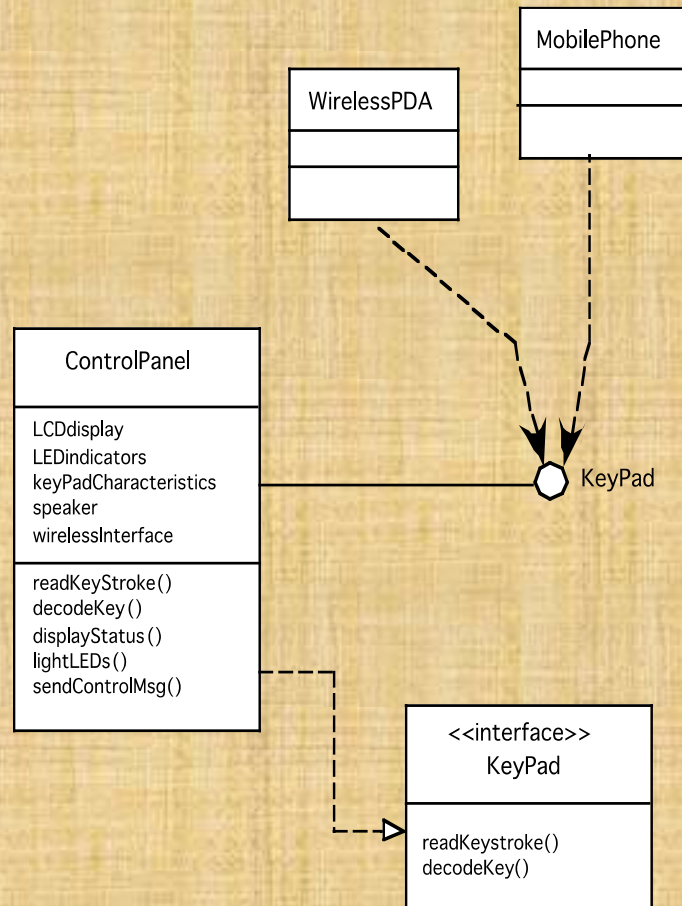 MobilePhone
WirelessPDA
ControlPanel
LCDdisplay
LEDindicators
keyPadCharacteristics
speaker
wirelessInterface
readKeyStroke()
decodeKey()
displayStatus()
lightLEDs()
sendControlMsg()
KeyPad
<<interface>>
KeyPad
readKeystroke()
decodeKey()